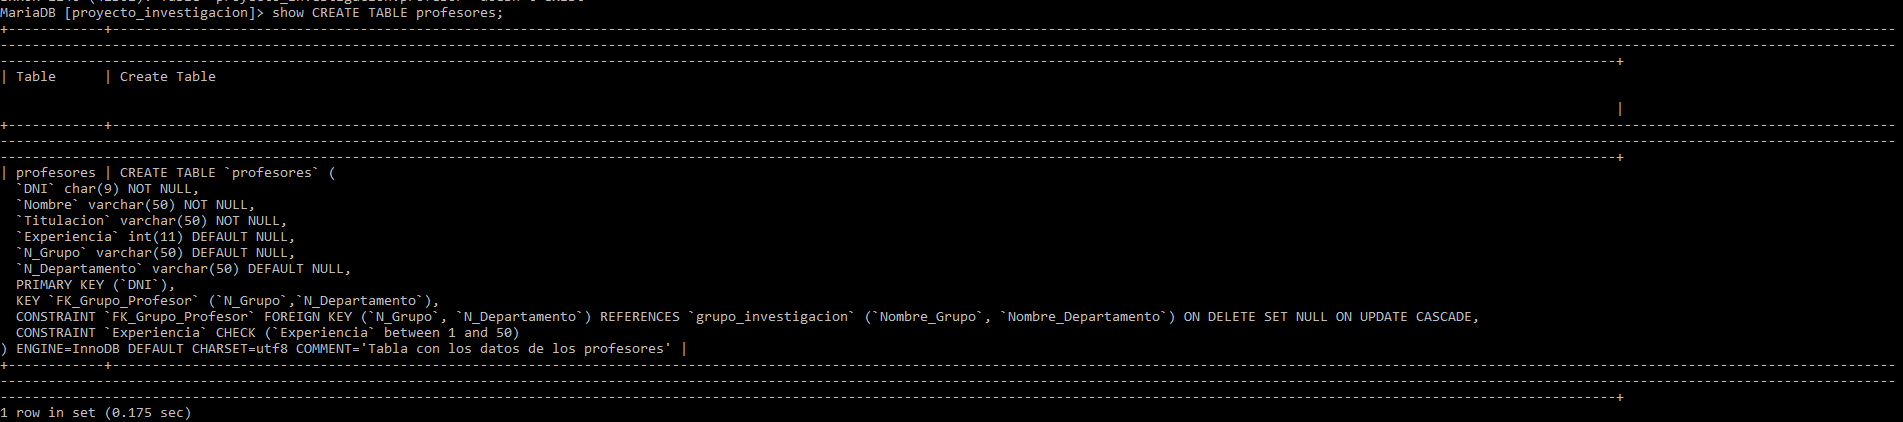 MariaDB [proyecto_investigacion]> show CREATE TABLE profesores;
| Table | Create Table
|
| profesores | CREATE TABLE `profesores` (
`DNI` char(9) NOT NULL,
`Nombre` varchar(50) NOT NULL,
`Titulacion` varchar(50) NOT NULL,
`Experiencia` int(11) DEFAULT NULL,
`N_Grupo` varchar(50) DEFAULT NULL,
`N_Departamento` varchar(50) DEFAULT NULL,
PRIMARY KEY (`DNI`),
KEY `FK_Grupo_Profesor` (`N_Grupo`,`N_Departamento`),
CONSTRAINT `FK_Grupo_Profesor` FOREIGN KEY (`N_Grupo`, `N_Departamento`) REFERENCES `grupo_investigacion` (`Nombre_Grupo`, `Nombre_Departamento`) ON DELETE SET NULL ON UPDATE CASCADE,
CONSTRAINT `Experiencia` CHECK (`Experiencia` between 1 and 50)
) ENGINE=InnoDB DEFAULT CHARSET=utf8 COMMENT='Tabla con los datos de los profesores' |
1 row in set (0.175 sec)